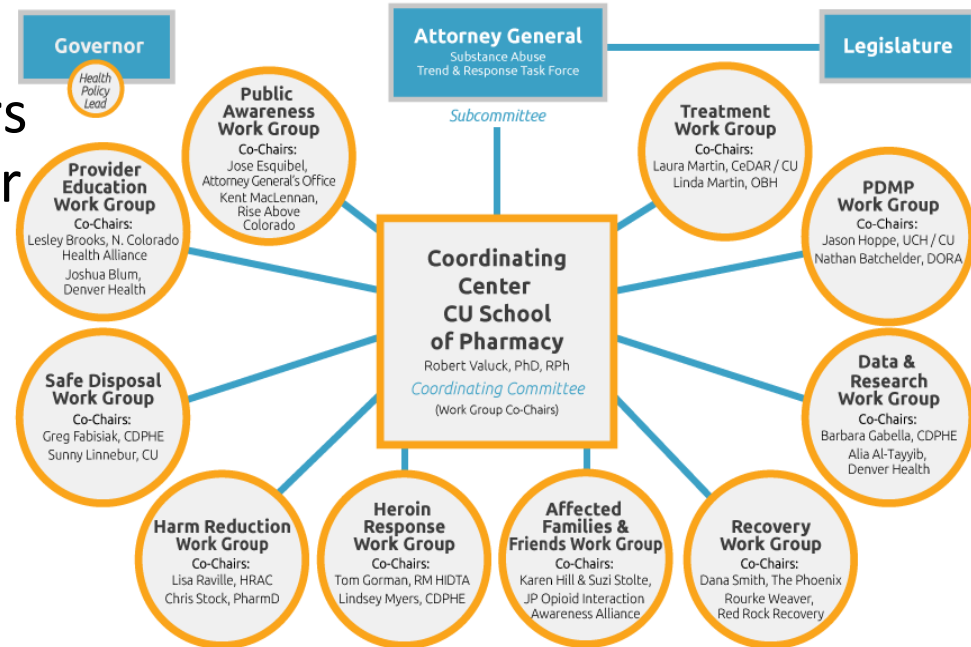 Governor
Health
Policy
Lead
rs
r
Attorney General
Substance Abuse
Trend & Response Task Force
Subcommittee
Legislature
Public
Awareness
Work Group
Co-Chairs:
Jose Esquibel,
Attorney General's Office
Kent MacLennan,
Rise Above
Colorado
Treatment
Work Group
Co-Chairs:
Laura Martin, CeDAR / CU
Linda Martin, OBH
Provider
Education
Work Group
Co-Chairs:
Lesley Brooks, N. Colorado
Health Alliance
Joshua Blum,
Denver Health
PDMP
Work Group
Co-Chairs:
Jason Hoppe, UCH / CU
Nathan Batchelder, DORA
Coordinating
Center
CU School
of Pharmacy
Robert Valuck, PhD, RPh
Coordinating Committee
(Work Group Co-Chairs)
Safe Disposal
Work Group
Co-Chairs:
Greg Fabisiak, CDPHE
Sunny Linnebur, CU
Data &
Research
Work Group
Co-Chairs:
Barbara Gabella, CDPHE
Alia Al-Tayyib,
Denver Health
Harm Reduction
Work Group
Co-Chairs:
Lisa Raville, HRAC
Chris Stock, PharmD
Heroin
Response
Work Group
Co-Chairs:
Tom Gorman, RM HIDTA
Lindsey Myers, CDPHE
Affected
Families &
Friends Work Group
Co-Chairs:
Karen Hill & Suzi Stolte,
JP Opioid Interaction
Awareness Alliance
Recovery
Work Group
Co-Chairs:
Dana Smith, The Phoenix
Rourke Weaver,
Red Rock Recovery